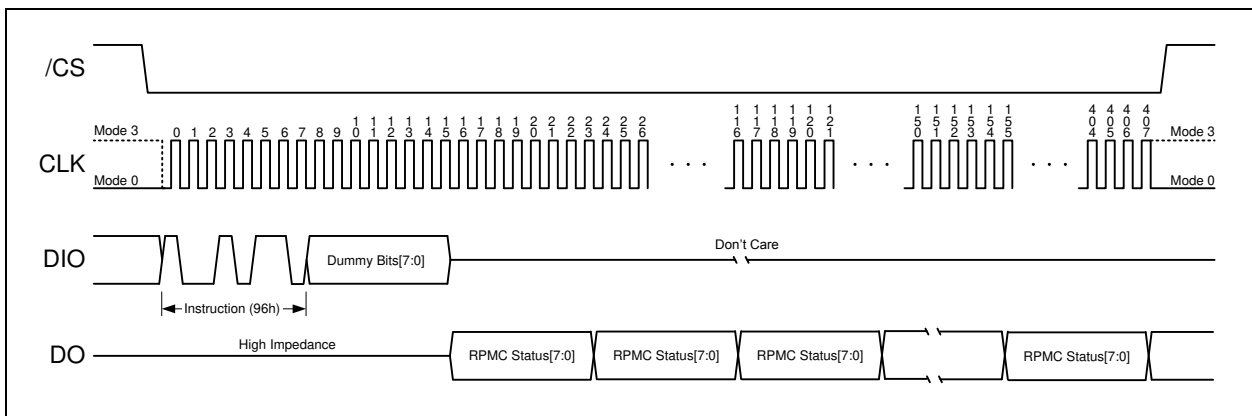 /CS
0 1 2 3 4 5 6 7 8 9 10 11 12 13 14 15 16 17 18 19 20 21 22 23 24 25 26 116 117 118 119 120 121 150 151 152 153 154 155 404 405 406 407
Mode 3 Mode 3
CLK . . . . . . . . .
Mode 0 Mode 0
Don't Care
DIO Dummy Bits[7:0]
Instruction (96h)
High Impedance
DO RPMC Status[7:0] RPMC Status[7:0] RPMC Status[7:0] RPMC Status[7:0]